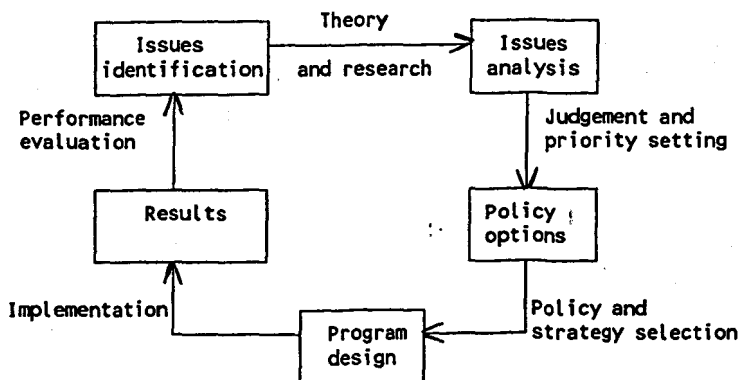 Theory
Issues
identification
and research
Issues
analysis
Performance
evaluation
Judgement and
priority setting
Results
Policy
options
Implementation
Policy and
strategy selection
Program
design